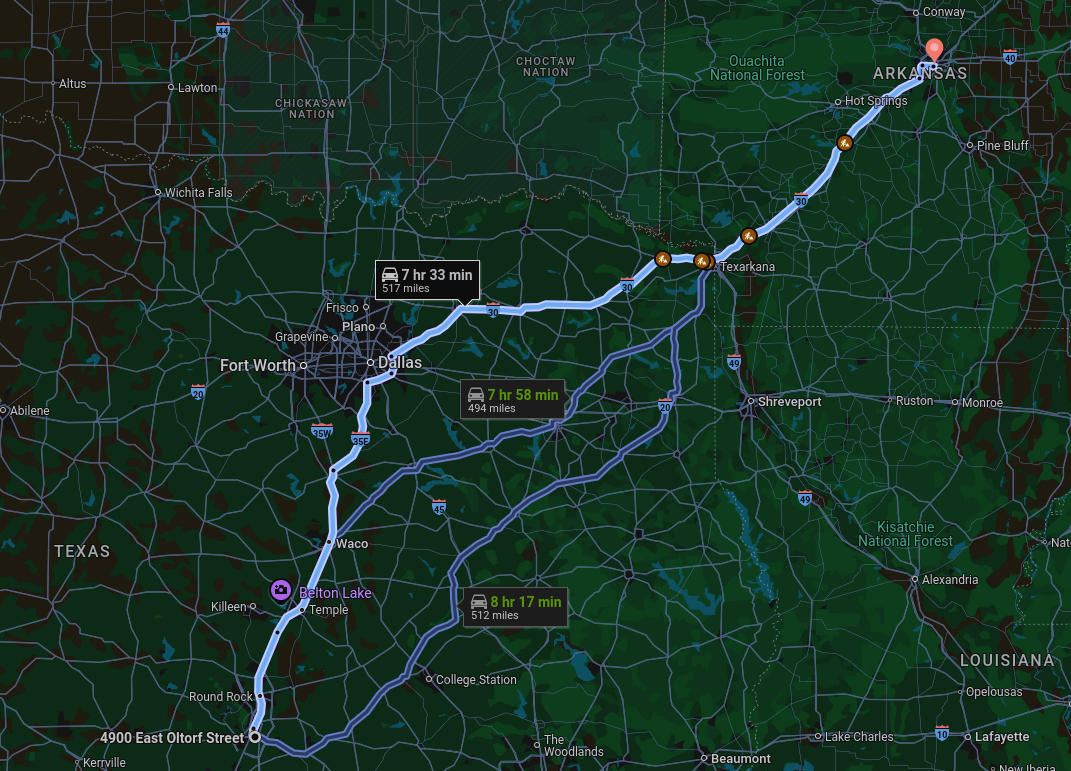 Conway
44
CHOCTAW
NATION
Ouachita
National Forest
40
ARKANSAS
Altus
Lawton
CHICKASAW
NATION
Hot Springs
Pine Bluff
Wichita Falls
30
Texarkana
7 hr 33 min
517 miles
30
Frisco
30
Plano
Grapevine
Fort Worth
Dallas
49
20
7 hr 58 min
494 miles
20
Shreveport
Ruston
Monroe
Abilene
35W
35E
49
45
Kisatchie
National Forest
Waco
Nat
TEXAS
Alexandria
Belton Lake
Killeen
Temple
8 hr 17 min
512 miles
LOUISIANA
College Station
Round Rock
Opelousas
4900 East Oltorf Street
The
Woodlands
Lake Charles
10
Lafayette
Kerrville
Beaumont
New Iberia